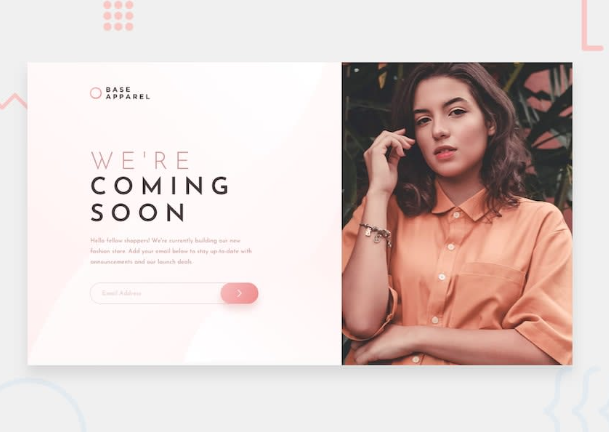 BASE
APPAREL
WE'RE
COMING
SOON
Hello fellow shoppers! We're currently building our new
fashion store. Add your email below to stay up-to-date with
announcements and our launch deals.
Email Address